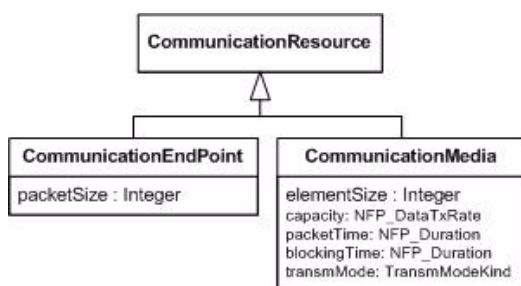 CommunicationResource
CommunicationEndPoint
packetSize : Integer
CommunicationMedia
elementSize : Integer
capacity: NFP_DataTxRate
packetTime: NFP_Duration
blockingTime: NFP_Duration
transmMode: TransmModeKind